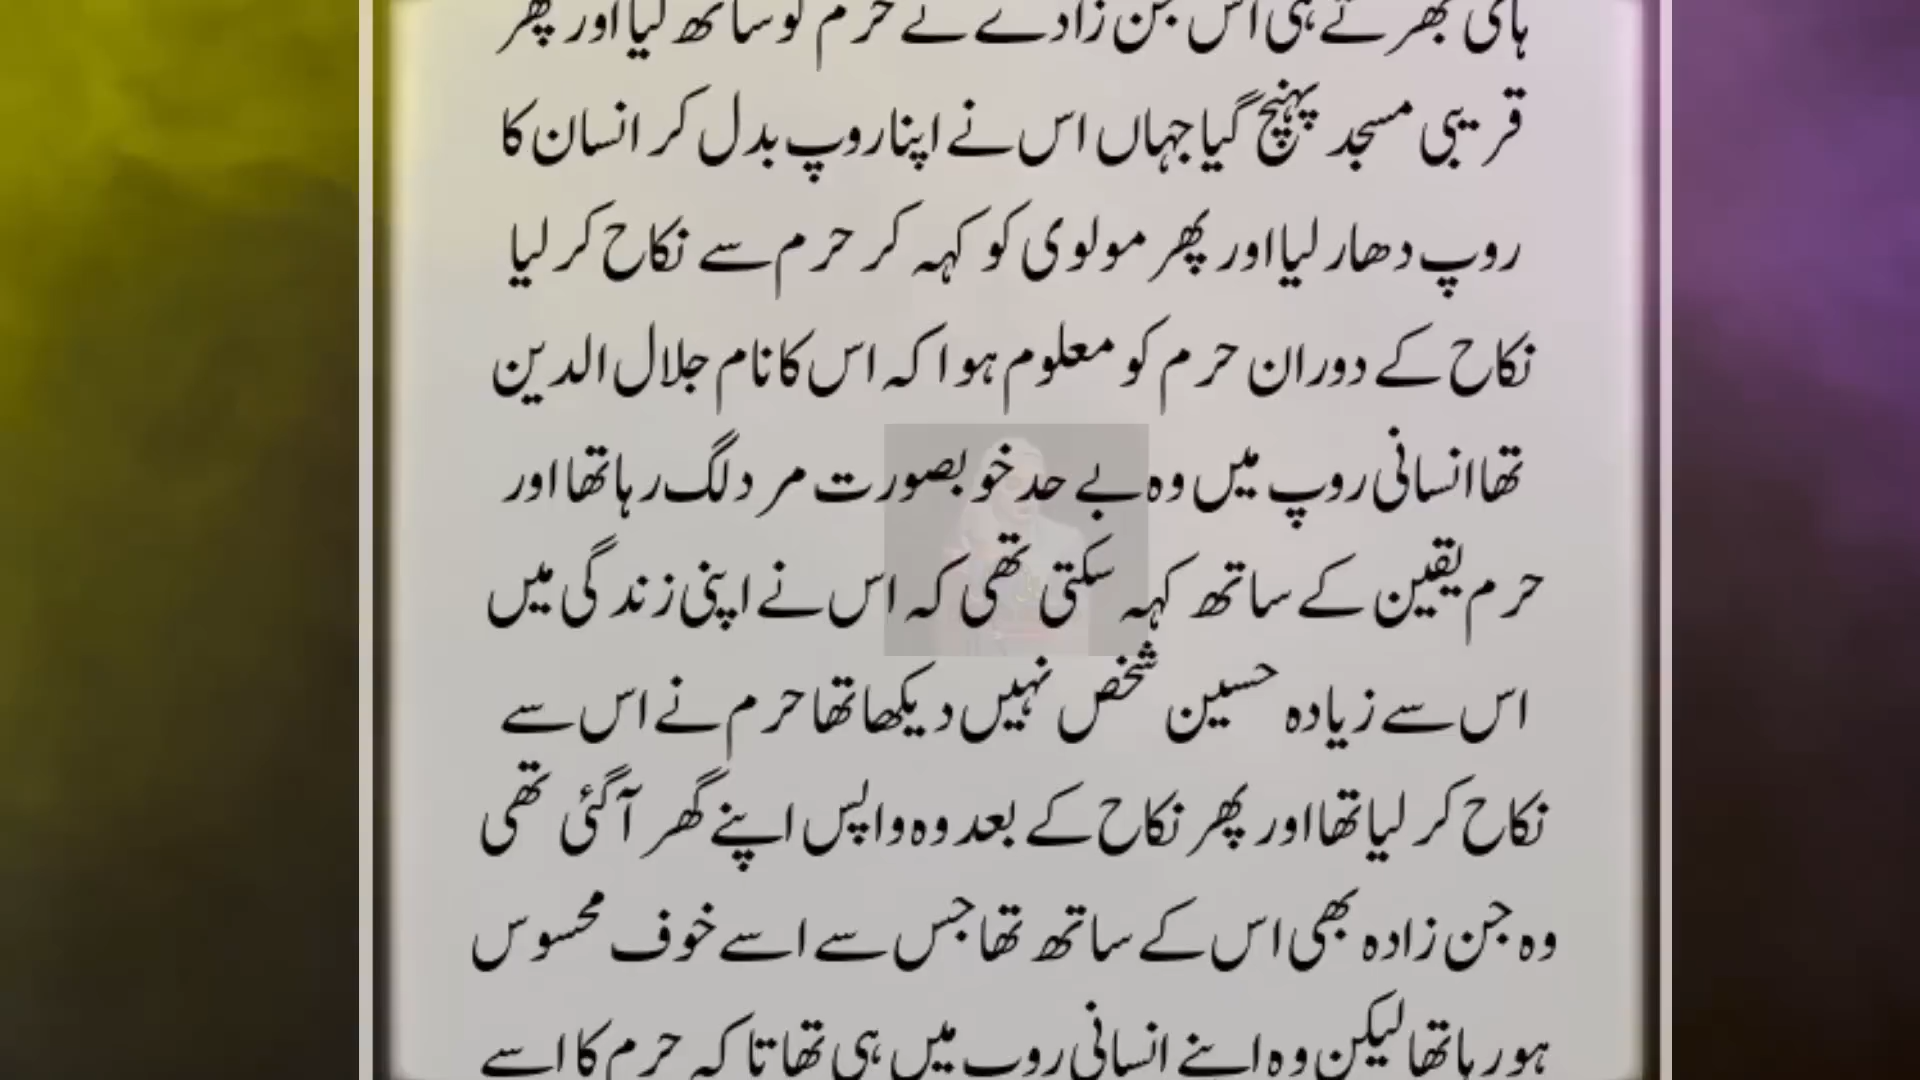 ہامی بھرتے ہی اس جن زادے نے حرم کو ساتھ لیا اور پھر
قریبی مسجد پہنچ گیا جہاں اس نے اپنا روپ بدل کر انسان کا
روپ دھار لیا اور پھر مولوی کو کہہ کر حرم سے نکاح کر لیا
نکاح کے دوران حرم کو معلوم ہوا کہ اس کا نام جلال الدین
تھا انسانی روپ میں وہ بے حد خوبصورت مرد لگ رہا تھا اور
حرم یقین کے ساتھ کہہ سکتی تھی کہ اس نے اپنی زندگی میں
اس سے زیادہ حسین شخص نہیں دیکھا تھا حرم نے اس سے
نکاح کر لیا تھا اور پھر نکاح کے بعد وہ واپس اپنے گھر آگئی تھی
وہ جن زادہ بھی اس کے ساتھ تھا جس سے اسے خوف محسوس
ہو رہا تھا لیکن وہ اپنے انسانی روپ میں ہی تھا تا کہ حرم کا اسے